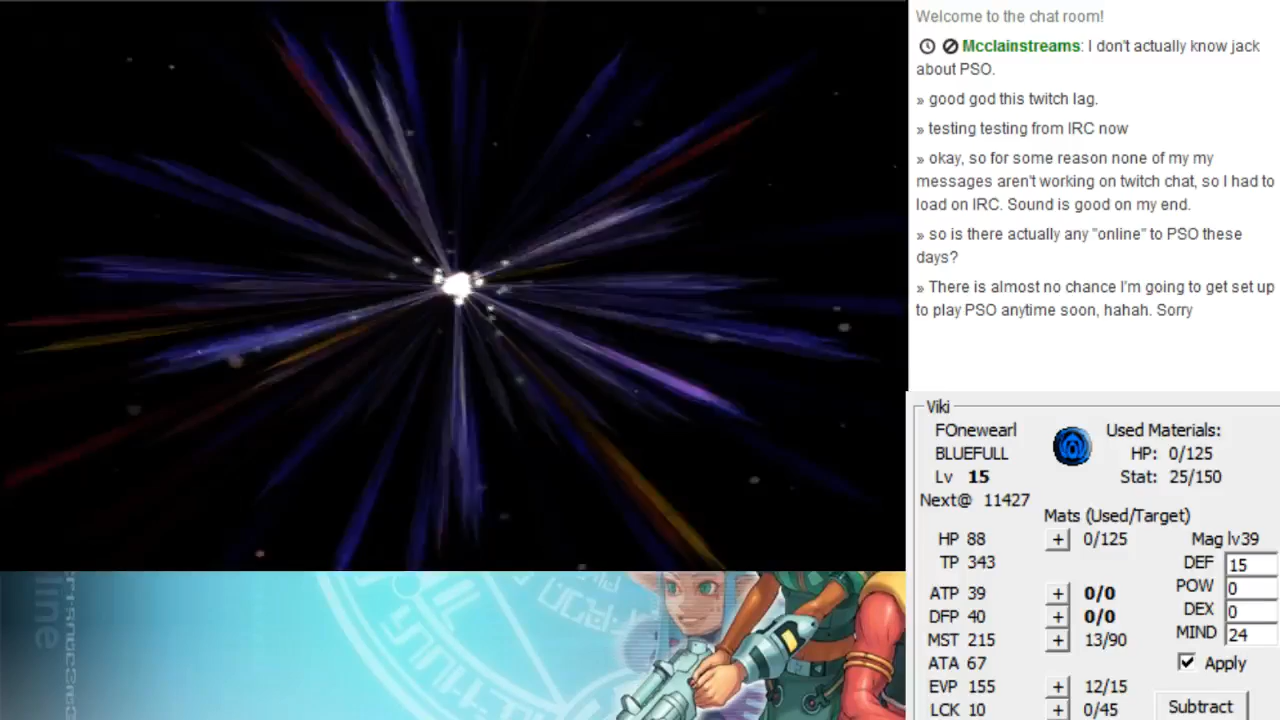 Welcome to the chat room!
Mcclainstreams: I don't actually know jack
about PSO.
» good god this twitch lag.
» testing testing from IRC now
» okay, so for some reason none of my my
messages aren't working on twitch chat, so I had to
load on IRC. Sound is good on my end.
» so is there actually any "online" to PSO these
days?
» There is almost no chance I'm going to get set up
to play PSO anytime soon, hahah. Sorry
Viki
FOnewearl
BLUEFULL
Lv 15
Next@ 11427
Used Materials:
HP: 0/125
Stat: 25/150
Mats (Used/Target)
HP 88 + 0/125
TP 343
ATP 39 + 0/0
DFP 40 + 0/0
MST 215 + 13/90
ATA 67
EVP 155 + 12/15
LCK 10 + 0/45
Mag lv39
DEF 15
POW 0
DEX 0
MIND 24
Apply
Subtract
line